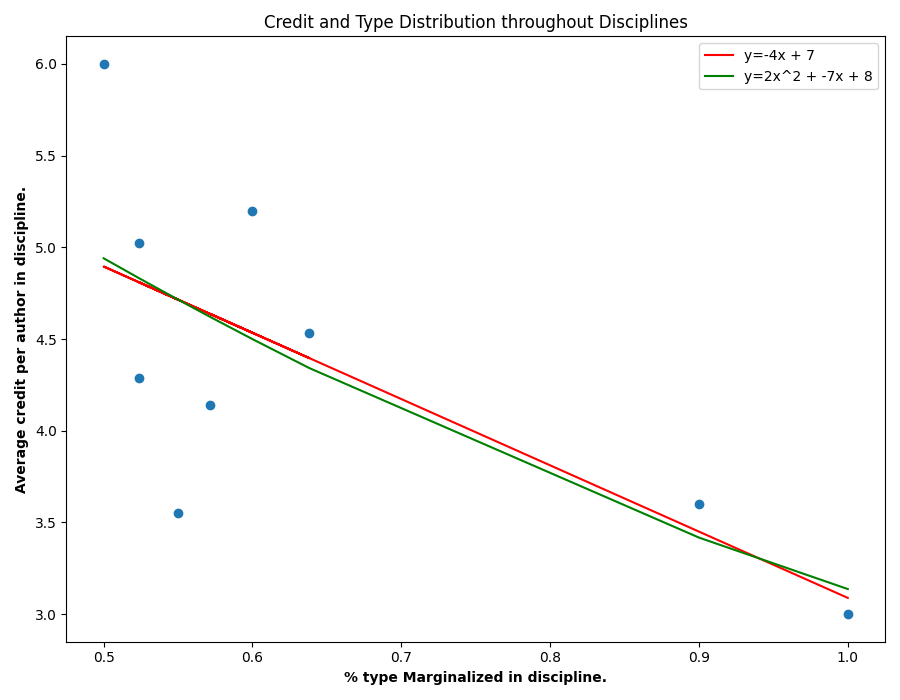 Credit and Type Distribution throughout Disciplines
y=-4x + 7
y=2x^2 + -7x + 8
6.0
5.5
5.0
4.5
4.0
3.5
3.0
Average credit per author in discipline.
0.5 0.6 0.7 0.8 0.9 1.0
% type Marginalized in discipline.